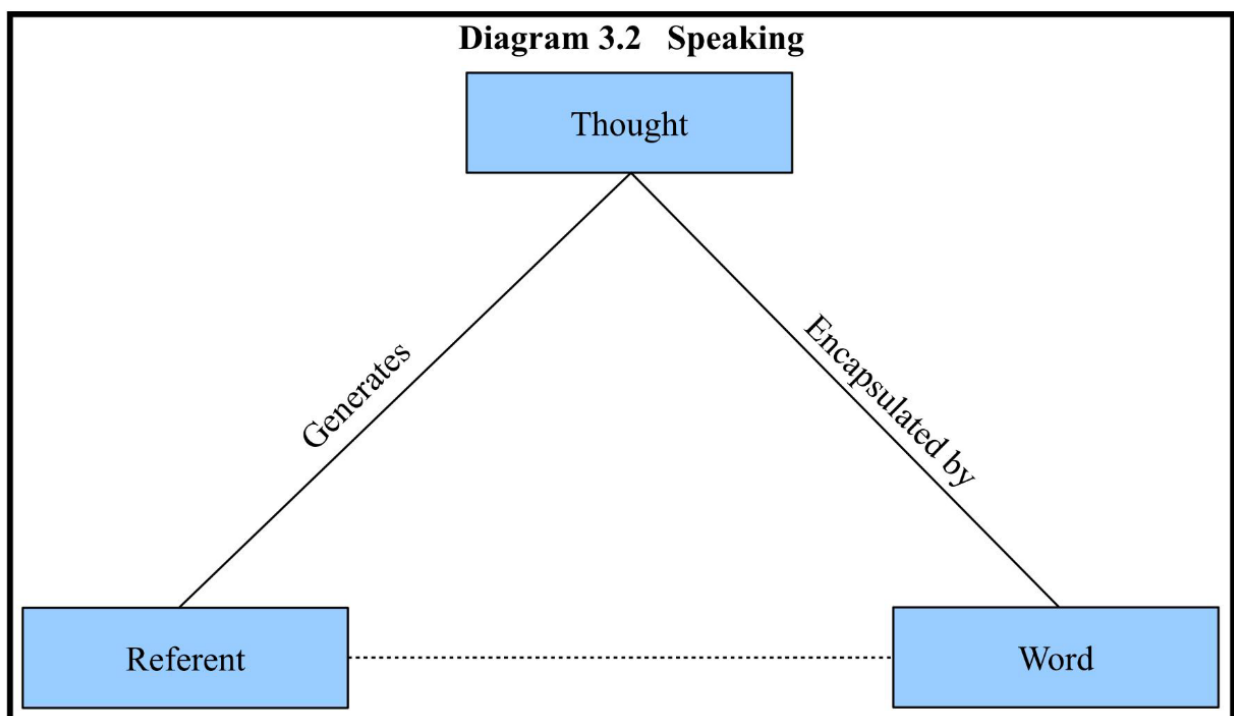 Diagram 3.2 Speaking
Thought
Generates
Encapsulated by
Referent
Word